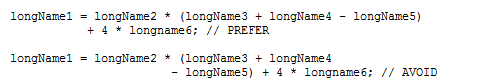 longName1 = longName2 * (longName3 + longName4 - longName5)
           + 4 * longname6; // PREFER

longName1 = longName2 * (longName3 + longName4
                       - longName5) + 4 * longname6; // AVOID